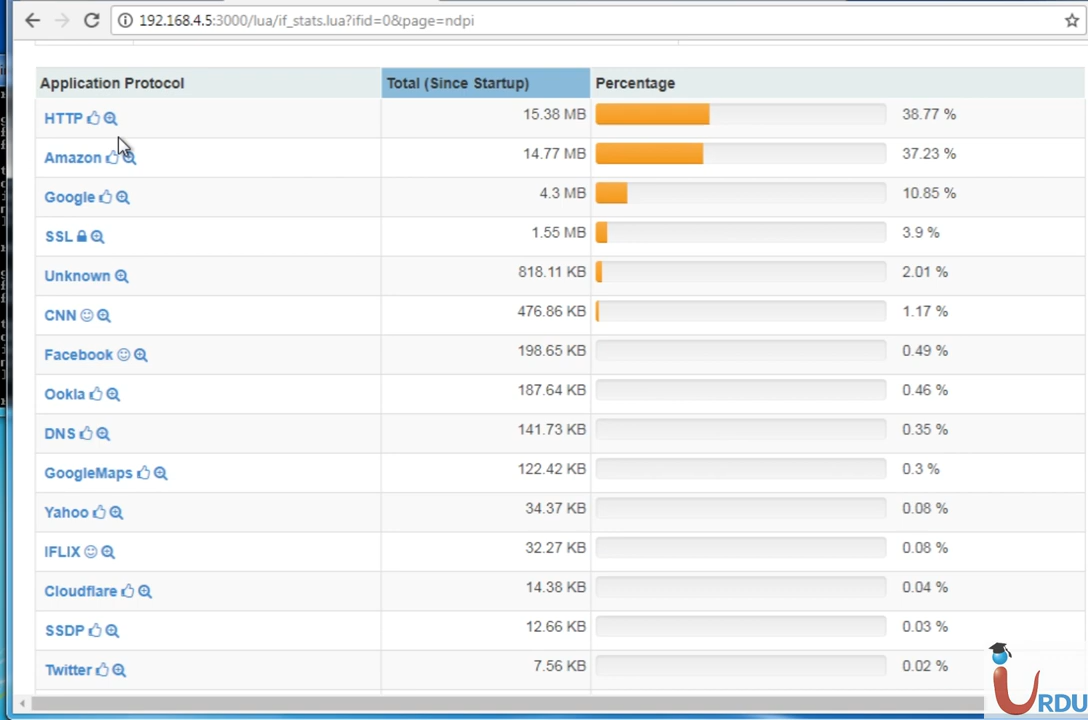 192.168.4.5:3000/lua/if_stats.lua?ifid=0&page=ndpi
Application Protocol Total (Since Startup) Percentage
HTTP 15.38 MB 38.77 %
Amazon 14.77 MB 37.23 %
Google 4.3 MB 10.85 %
SSL 1.55 MB 3.9 %
Unknown 818.11 KB 2.01 %
CNN 476.86 KB 1.17 %
Facebook 198.65 KB 0.49 %
Ookla 187.64 KB 0.46 %
DNS 141.73 KB 0.35 %
GoogleMaps 122.42 KB 0.3 %
Yahoo 34.37 KB 0.08 %
IFLIX 32.27 KB 0.08 %
Cloudflare 14.38 KB 0.04 %
SSDP 12.66 KB 0.03 %
Twitter 7.56 KB 0.02 %
iURDU